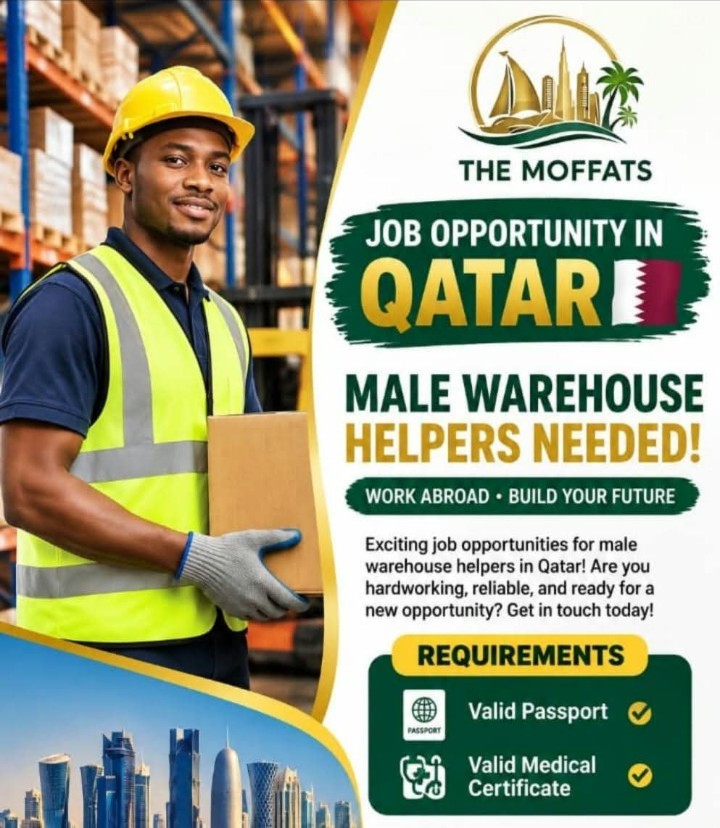 THE MOFFATS
JOB OPPORTUNITY IN
QATAR
MALE WAREHOUSE
HELPERS NEEDED!
WORK ABROAD • BUILD YOUR FUTURE
Exciting job opportunities for male
warehouse helpers in Qatar! Are you
hardworking, reliable, and ready for a
new opportunity? Get in touch today!
REQUIREMENTS
PASSPORT
Valid Passport
Valid Medical
Certificate